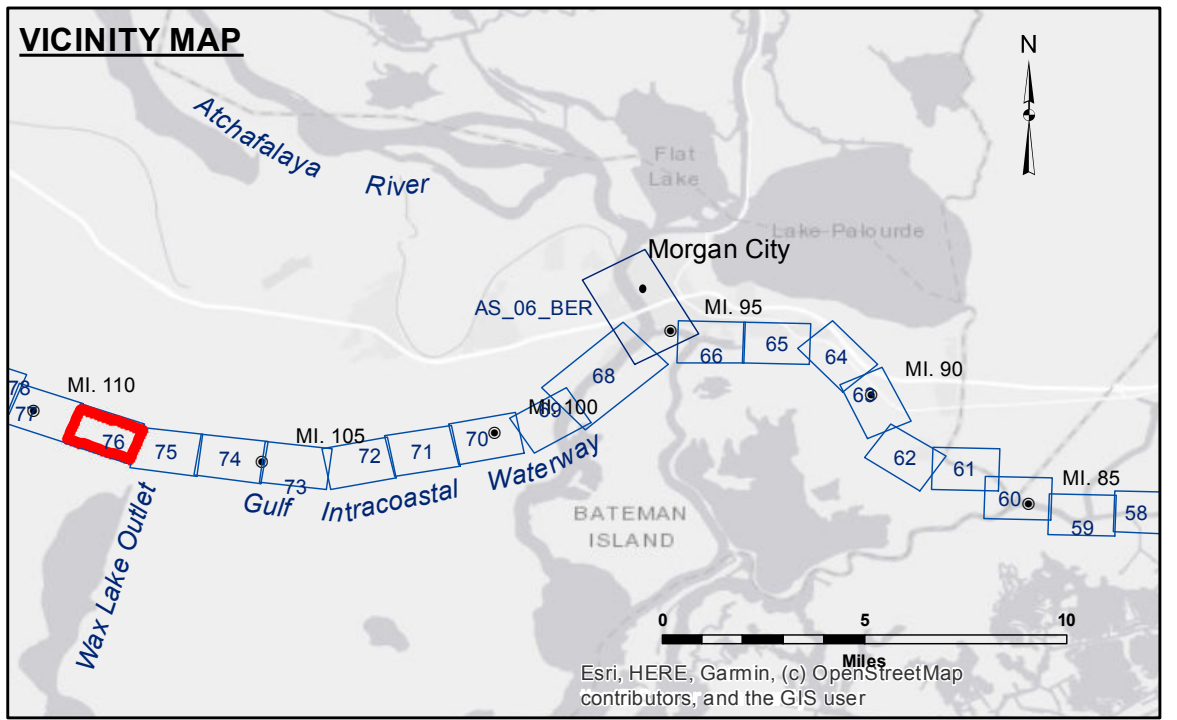 VICINITY MAP
N
Atchafalaya
River
Flat
Lake
Lake Palourde
Morgan City
AS_06_BER
MI. 95
66
65
64
MI. 90
63
68
MI. 110
78
77
76
75
74
MI. 105
73
72
71
70
69
MI. 100
62
61
60
MI. 85
59
58
Gulf
Intracoastal
Waterway
Wax Lake Outlet
BATEMAN
ISLAND
0
5
10
Miles
Esri, HERE, Garmin, (c) OpenStreetMap
contributors, and the GIS user